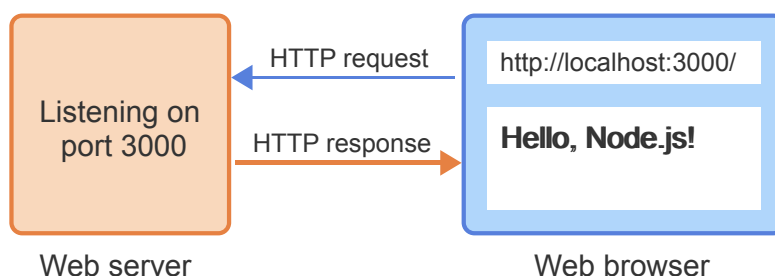 HTTP request
http://localhost:3000/
Listening on
port 3000
HTTP response
Hello, Node.js!
Web server
Web browser